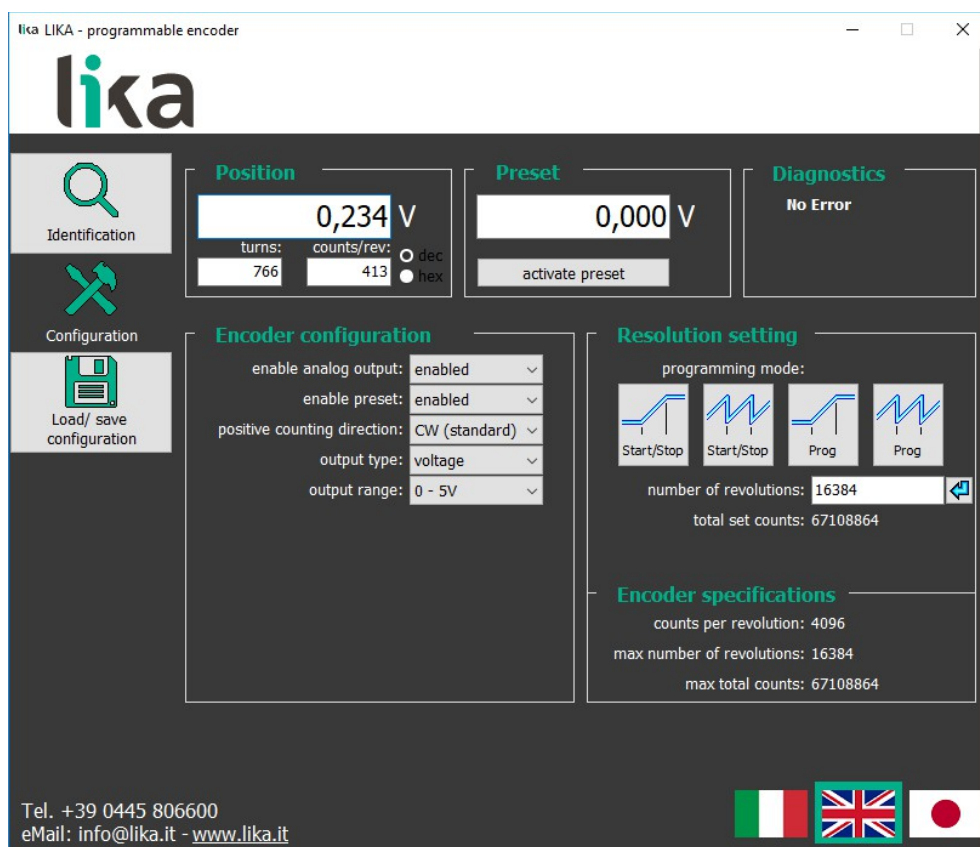 lika LIKA - programmable encoder
lika
Identification
Configuration
Load/ save
configuration
Position
0,234 V
turns: counts/rev:
766 413
dec
hex
Preset
0,000 V
activate preset
Diagnostics
No Error
Encoder configuration
enable analog output: enabled
enable preset: enabled
positive counting direction: CW (standard)
output type: voltage
output range: 0 - 5V
Resolution setting
programming mode:
Start/Stop Start/Stop Prog Prog
number of revolutions: 16384
total set counts: 67108864
Encoder specifications
counts per revolution: 4096
max number of revolutions: 16384
max total counts: 67108864
Tel. +39 0445 806600
eMail: info@lika.it - www.lika.it